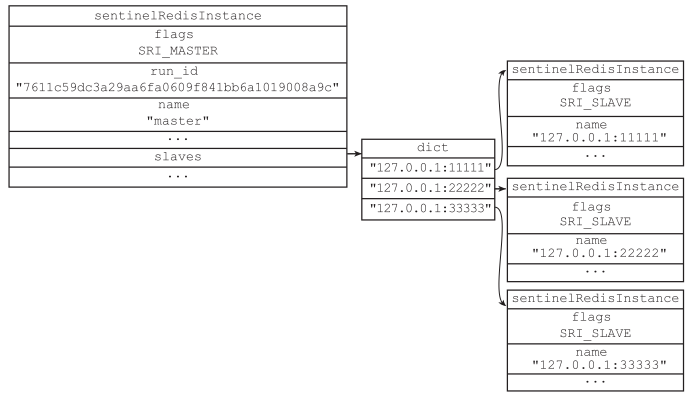 sentinelRedisInstance
flags
SRI_MASTER
run_id
"7611c59dc3a29aa6fa0609f841bb6a1019008a9c"
name
"master"
...
slaves
...
dict
"127.0.0.1:11111"
"127.0.0.1:22222"
"127.0.0.1:33333"
sentinelRedisInstance
flags
SRI_SLAVE
name
"127.0.0.1:11111"
...
sentinelRedisInstance
flags
SRI_SLAVE
name
"127.0.0.1:22222"
...
sentinelRedisInstance
flags
SRI_SLAVE
name
"127.0.0.1:33333"
...